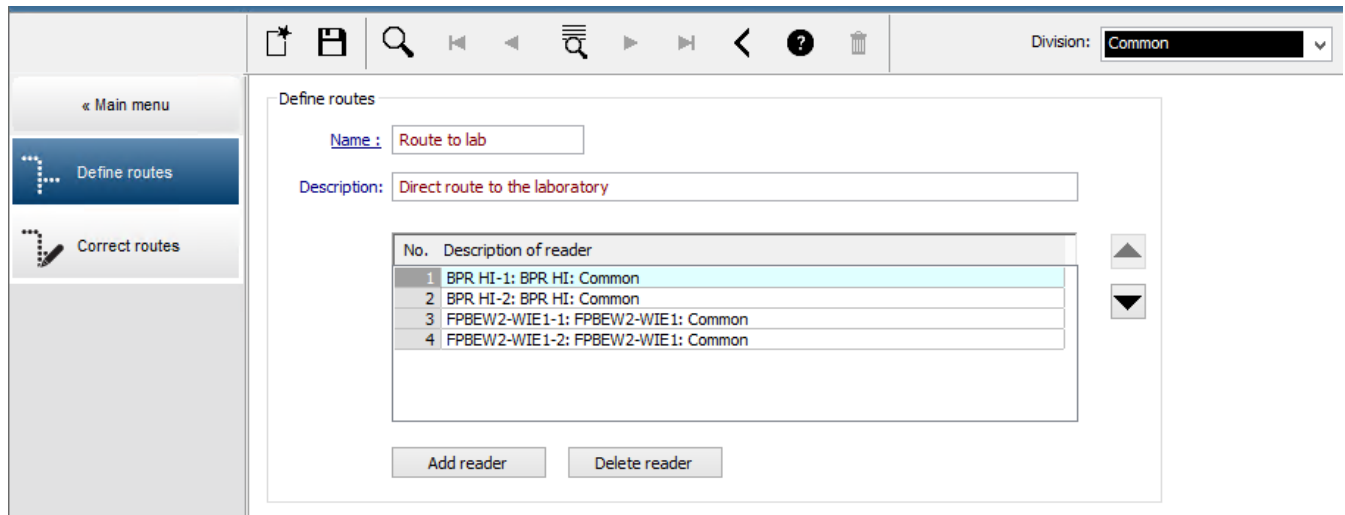 Division: Common
« Main menu
Define routes
Correct routes
Define routes
Name : Route to lab
Description: Direct route to the laboratory
No. Description of reader
1 BPR HI-1: BPR HI: Common
2 BPR HI-2: BPR HI: Common
3 FPBEW2-WIE1-1: FPBEW2-WIE1: Common
4 FPBEW2-WIE1-2: FPBEW2-WIE1: Common
Add reader Delete reader